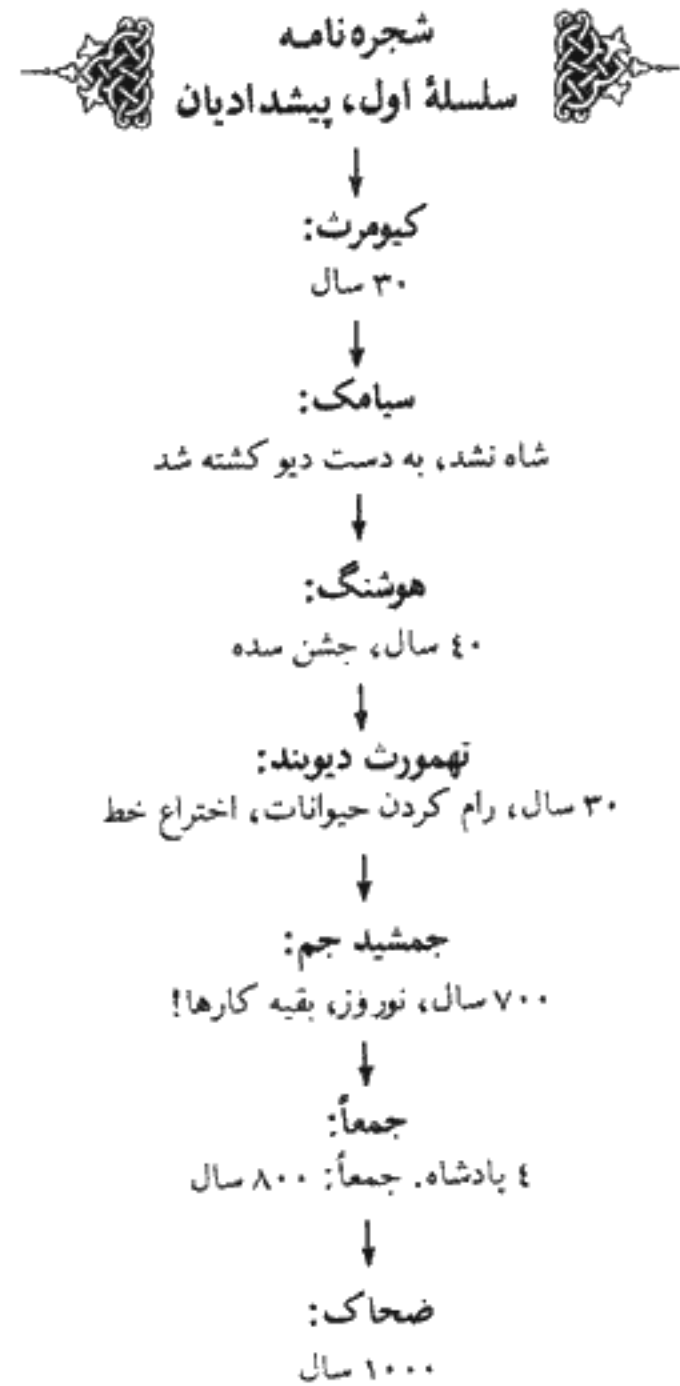 شجره‌نامه
سلسلهٔ اول، پیشدادیان
کیومرث:
۳۰ سال
سیامک:
شاه نشد، به دست دیو کشته شد
هوشنگ:
٤۰ سال، جشن سده
تهمورث دیوبند:
۳۰ سال، رام کردن حیوانات، اختراع خط
جمشید جم:
۷۰۰ سال، نوروز، بقیه کارها!
جمعاً:
٤ پادشاه. جمعاً: ۸۰۰ سال
ضحاک:
۱۰۰۰ سال